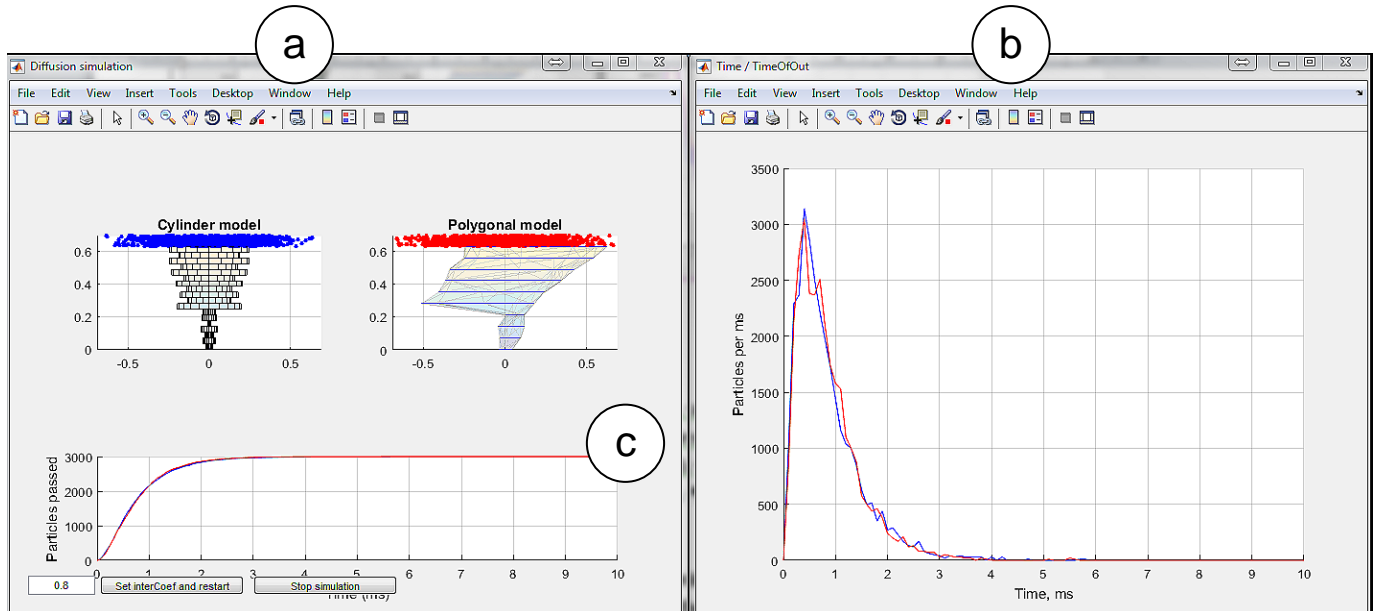 a
b
Diffusion simulation
File Edit View Insert Tools Desktop Window Help
Cylinder model
0.6
0.4
0.2
0
-0.5 0 0.5
Polygonal model
0.6
0.4
0.2
0
-0.5 0 0.5
c
Particles passed
3000
2000
1000
0
0 1 2 3 4 5 6 7 8 9 10
Time (ms)
0.8 Set interCoef and restart Stop simulation
Time / TimeOfOut
File Edit View Insert Tools Desktop Window Help
Particles per ms
3500
3000
2500
2000
1500
1000
500
0
0 1 2 3 4 5 6 7 8 9 10
Time, ms